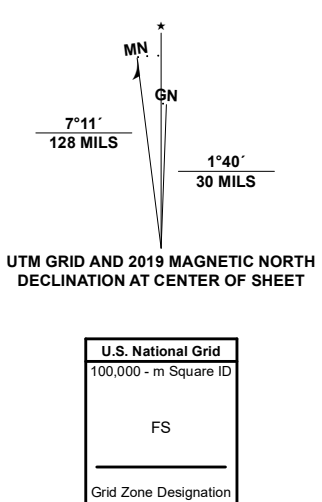 ★
MN
GN
7°11´
128 MILS
1°40´
30 MILS
UTM GRID AND 2019 MAGNETIC NORTH
DECLINATION AT CENTER OF SHEET
U.S. National Grid
100,000 - m Square ID
FS
Grid Zone Designation